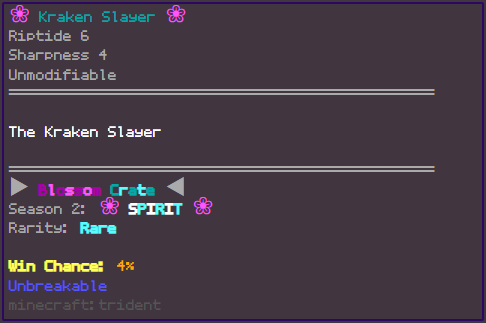 ❀ Kraken Slayer ❀
Riptide 6
Sharpness 4
Unmodifiable
The Kraken Slayer
▶ Blossom Crate ◀
Season 2: ❀ SPIRIT ❀
Rarity: Rare
Win Chance: 4%
Unbreakable
minecraft:trident